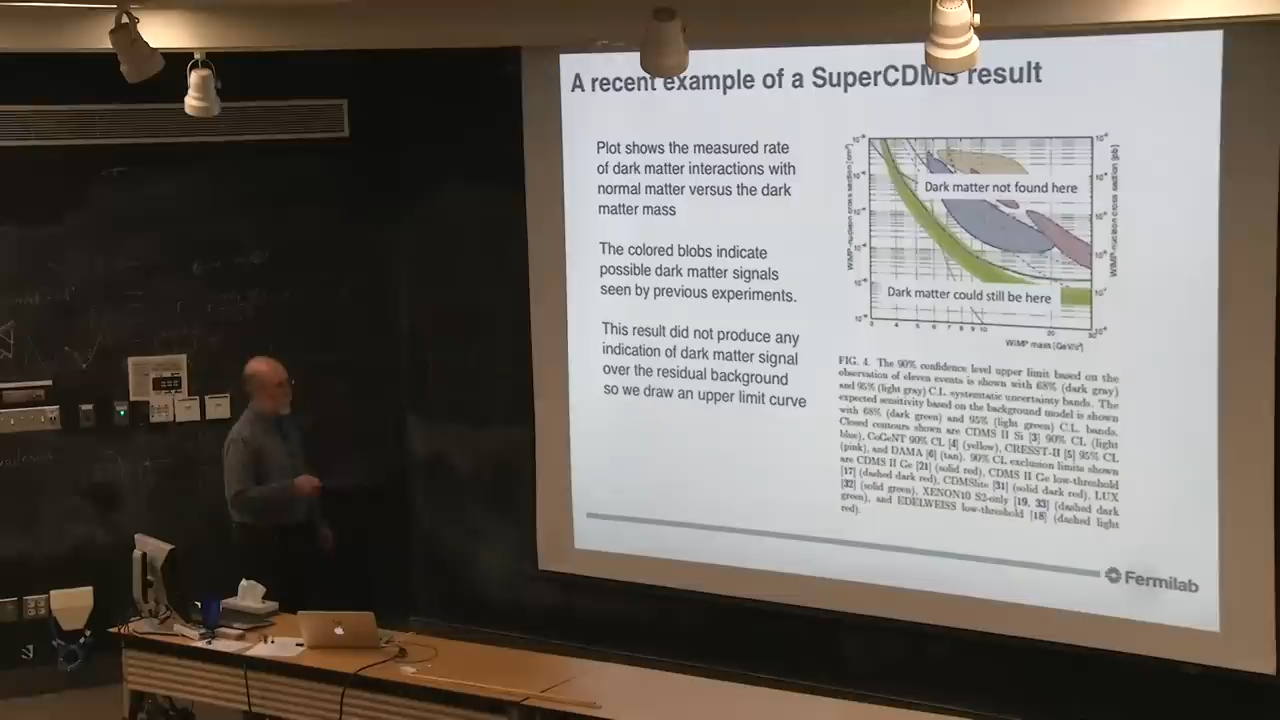 A recent example of a SuperCDMS result
Plot shows the measured rate
of dark matter interactions with
normal matter versus the dark
matter mass
The colored blobs indicate
possible dark matter signals
seen by previous experiments.
This result did not produce any
indication of dark matter signal
over the residual background
so we draw an upper limit curve
Dark matter not found here
Dark matter could still be here
WIMP-nucleon cross section [cm²]
WIMP-nucleon cross section [pb]
WIMP mass [GeV/c²]
FIG. 4. The 90% confidence level upper limit based on the
observation of eleven events is shown with 68% (dark gray)
and 95% (light gray) C.L. systematic uncertainty bands. The
expected sensitivity based on the background model is shown
with 68% (dark green) and 95% (light green) C.L. bands.
Closed contours shown are CDMS II Si [3] 90% CL (light
blue), CoGeNT 90% CL [4] (yellow), CRESST-II [5] 95% CL
(pink), and DAMA [6] (tan). 90% CL exclusion limits shown
are CDMS II Ge [21] (solid red), CDMS II Ge low-threshold
[17] (dashed dark red), CDMSlite [31] (solid dark red), LUX
[32] (solid green), XENON10 S2-only [19, 33] (dashed dark
green), and EDELWEISS low-threshold [18] (dashed light
red).
Fermilab